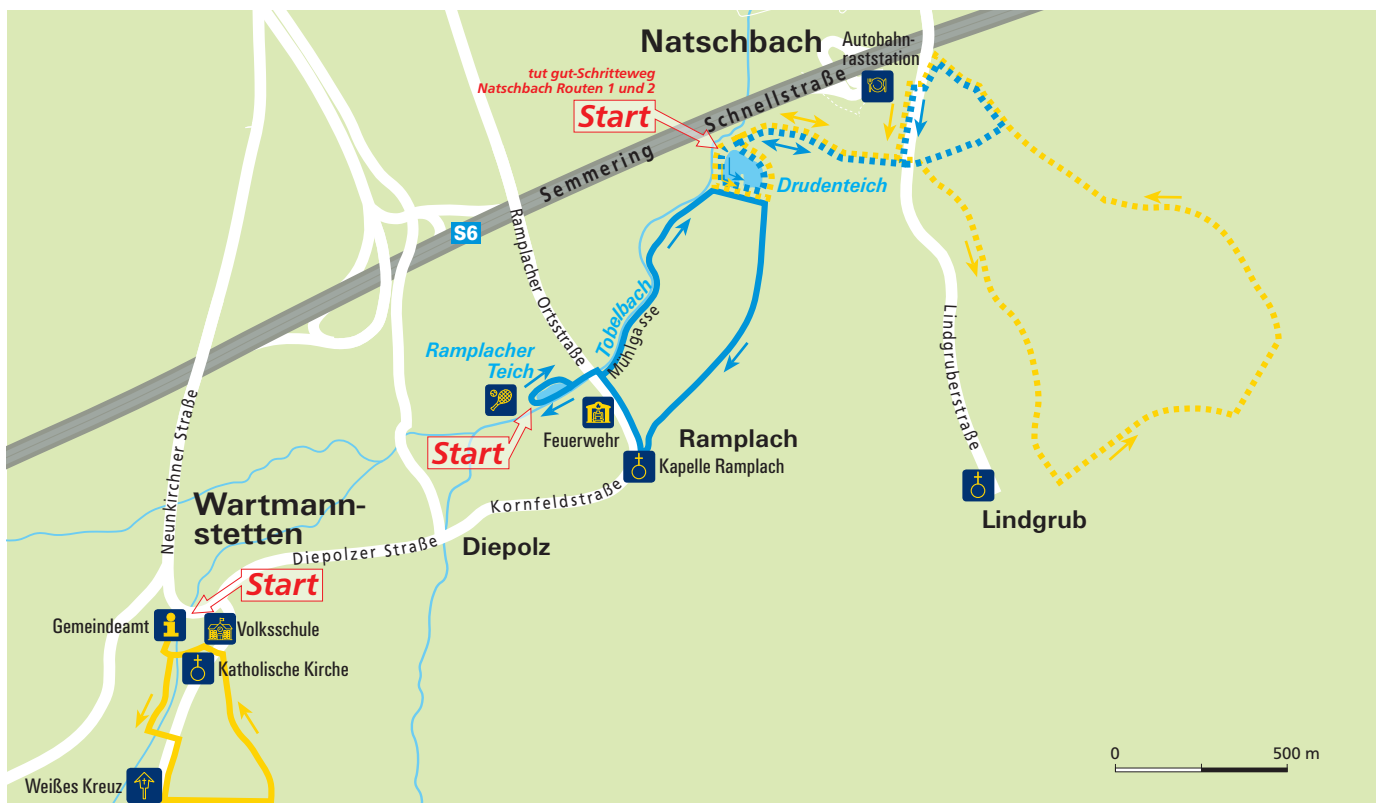 Natschbach
Autobahn-
raststation
tut gut-Schritteweg
Natschbach Routen 1 und 2
Start
Semmering Schnellstraße
Drudenteich
S6
Ramplacher Ortsstraße
Tobelbach
Mühlgasse
Ramplacher
Teich
Lindgruberstraße
Neunkirchner Straße
Start
Feuerwehr
Ramplach
Kapelle Ramplach
Kornfeldstraße
Wartmann-
stetten
Lindgrub
Diepolzer Straße
Diepolz
Start
Gemeindeamt
Volksschule
Katholische Kirche
Weißes Kreuz
0 500 m